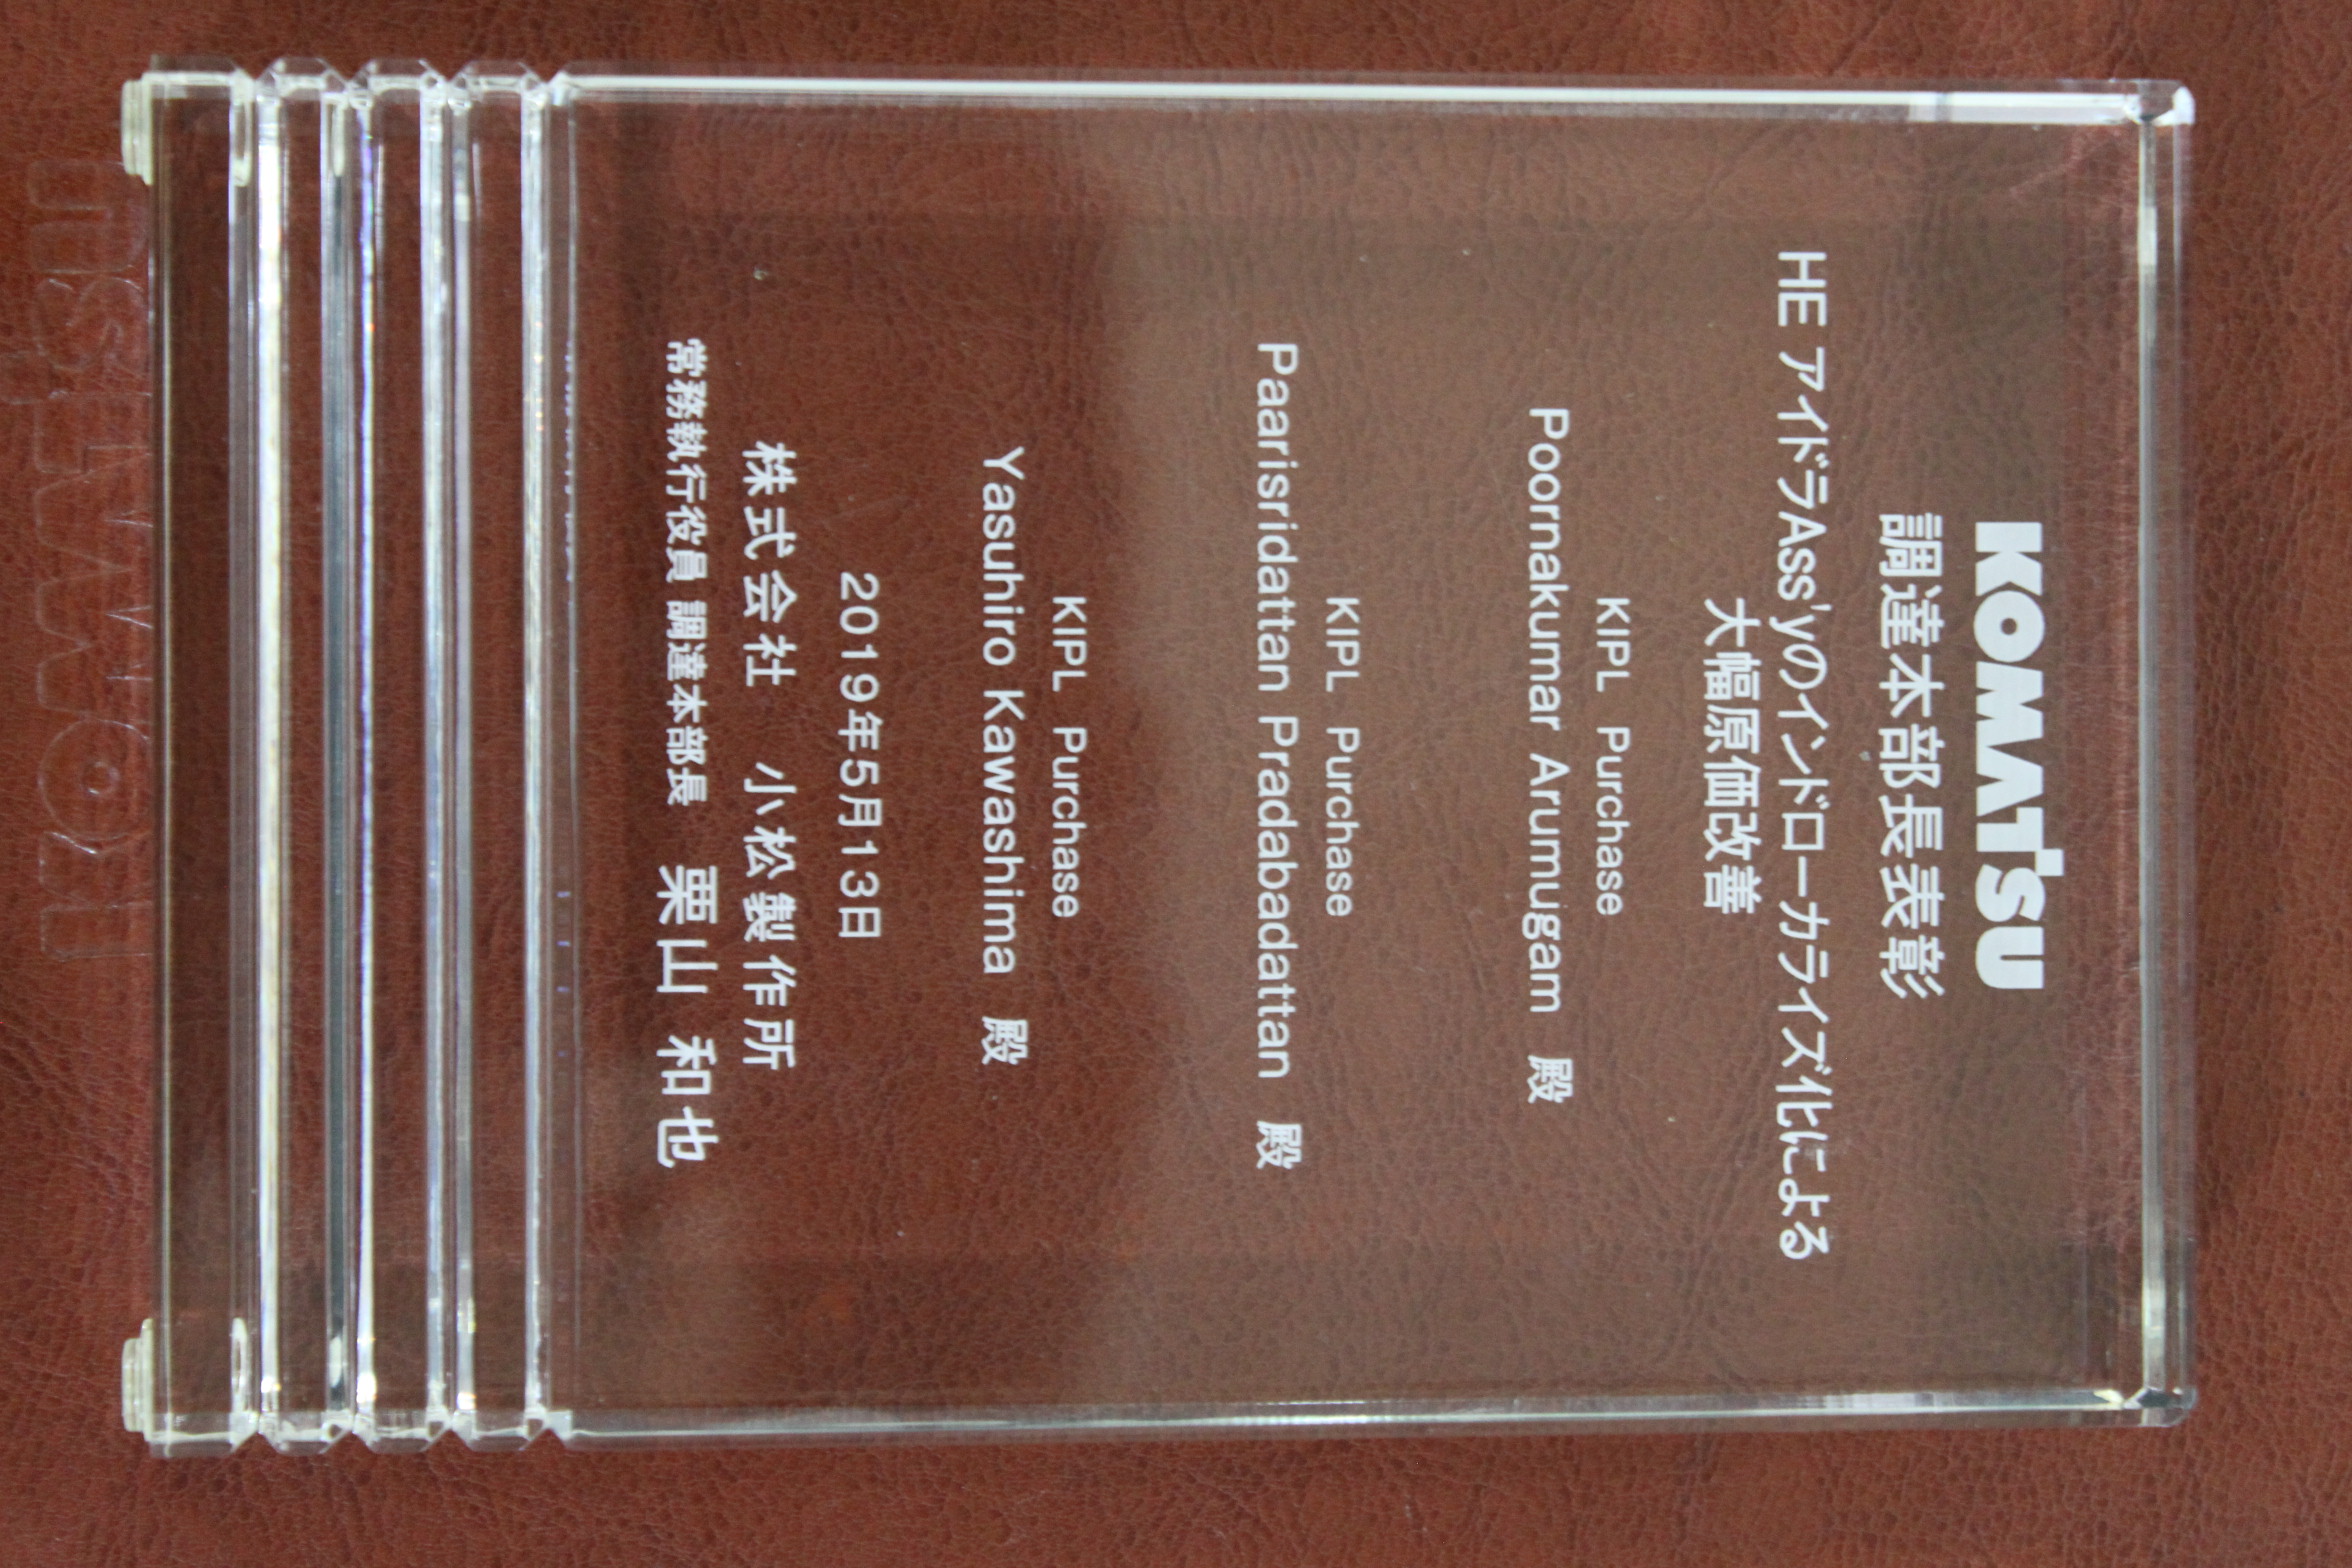 KOMATSU
調達本部長表彰
HE アイドラAss'yのインドローカライズ化による
大幅原価改善
KIPL Purchase
Poornakumar Arumugam 殿
KIPL Purchase
Paarisridattan Pradabadattan 殿
KIPL Purchase
Yasuhiro Kawashima 殿
2019年5月13日
株式会社 小松製作所
常務執行役員 調達本部長 栗山 和也
KOMATSU